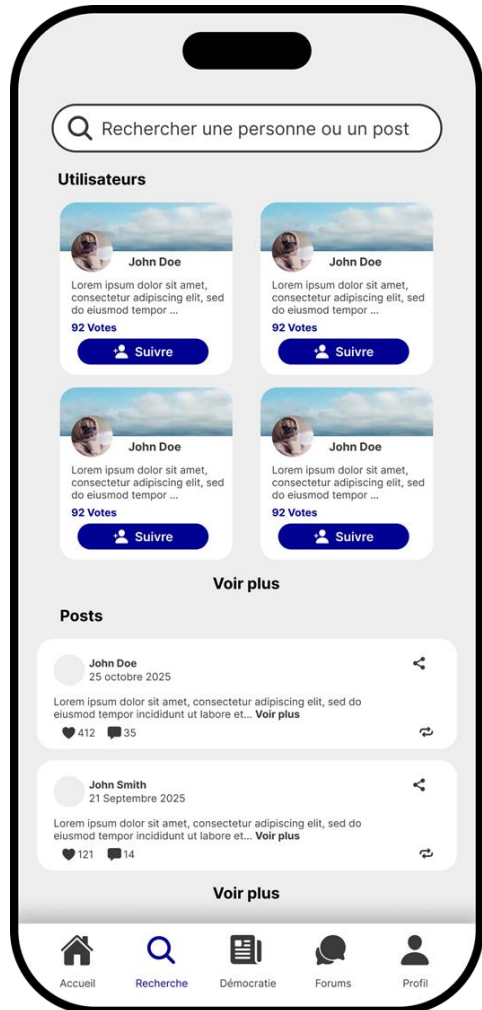 Rechercher une personne ou un post
Utilisateurs
John Doe
Lorem ipsum dolor sit amet,
consectetur adipiscing elit, sed
do eiusmod tempor ...
92 Votes
Suivre
John Doe
Lorem ipsum dolor sit amet,
consectetur adipiscing elit, sed
do eiusmod tempor ...
92 Votes
Suivre
John Doe
Lorem ipsum dolor sit amet,
consectetur adipiscing elit, sed
do eiusmod tempor ...
92 Votes
Suivre
John Doe
Lorem ipsum dolor sit amet,
consectetur adipiscing elit, sed
do eiusmod tempor ...
92 Votes
Suivre
Voir plus
Posts
John Doe
25 octobre 2025
Lorem ipsum dolor sit amet, consectetur adipiscing elit, sed do
eiusmod tempor incididunt ut labore et... Voir plus
412 35
John Smith
21 Septembre 2025
Lorem ipsum dolor sit amet, consectetur adipiscing elit, sed do
eiusmod tempor incididunt ut labore et... Voir plus
121 14
Voir plus
Accueil Recherche Démocratie Forums Profil